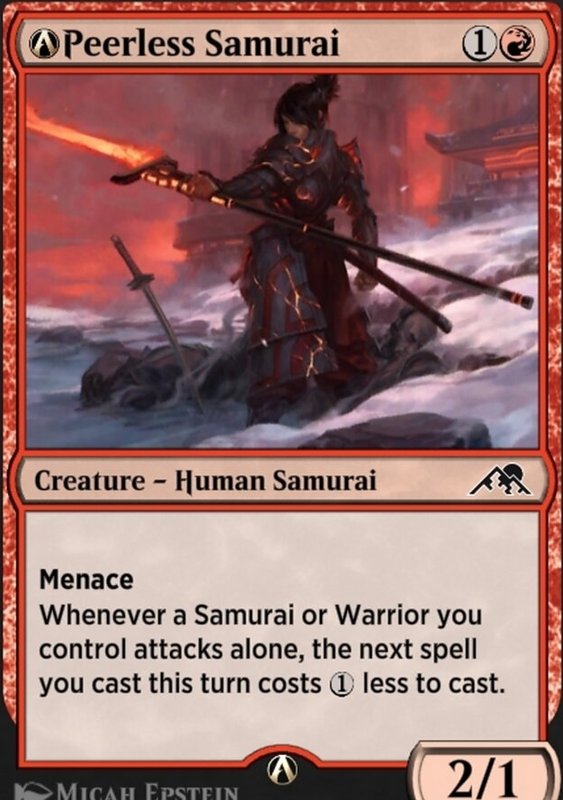 Peerless Samurai 1
Creature – Human Samurai
Menace
Whenever a Samurai or Warrior you
control attacks alone, the next spell
you cast this turn costs 1 less to cast.
2/1
MICAH EPSTEIN